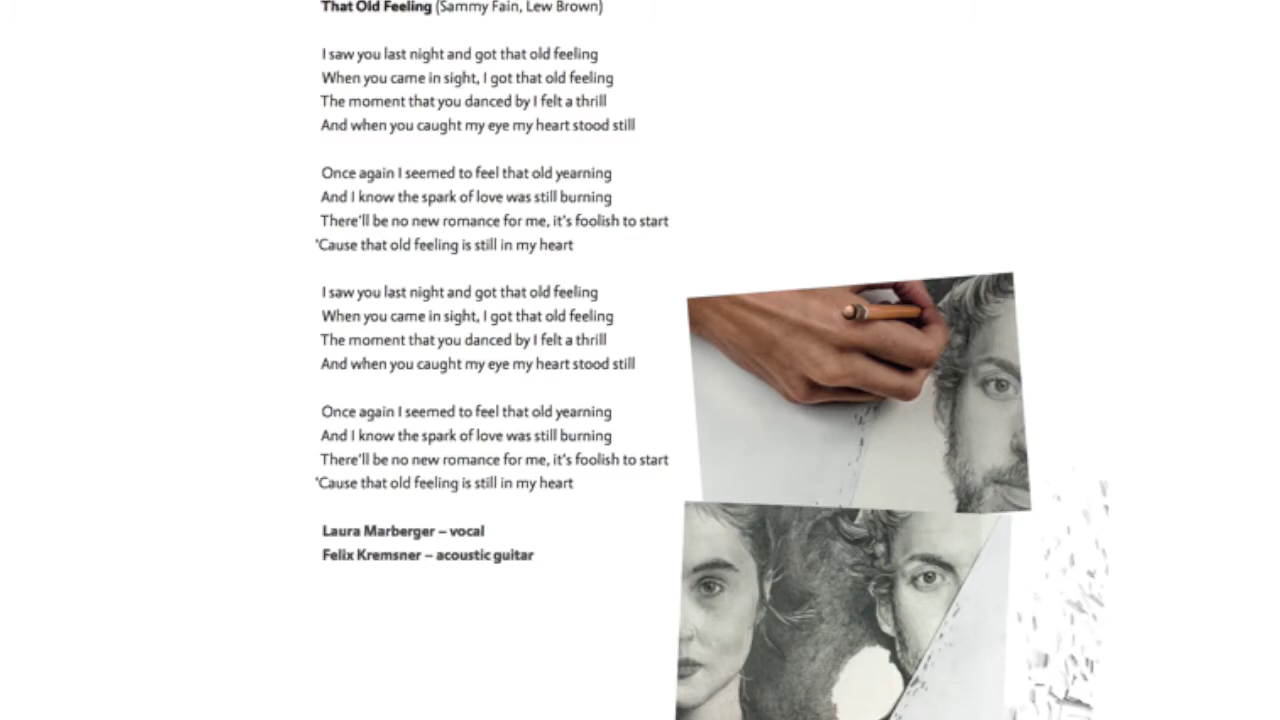 That Old Feeling (Sammy Fain, Lew Brown)
I saw you last night and got that old feeling
When you came in sight, I got that old feeling
The moment that you danced by I felt a thrill
And when you caught my eye my heart stood still
Once again I seemed to feel that old yearning
And I know the spark of love was still burning
There'll be no new romance for me, it's foolish to start
'Cause that old feeling is still in my heart
I saw you last night and got that old feeling
When you came in sight, I got that old feeling
The moment that you danced by I felt a thrill
And when you caught my eye my heart stood still
Once again I seemed to feel that old yearning
And I know the spark of love was still burning
There'll be no new romance for me, it's foolish to start
'Cause that old feeling is still in my heart
Laura Marberger – vocal
Felix Kremsner – acoustic guitar